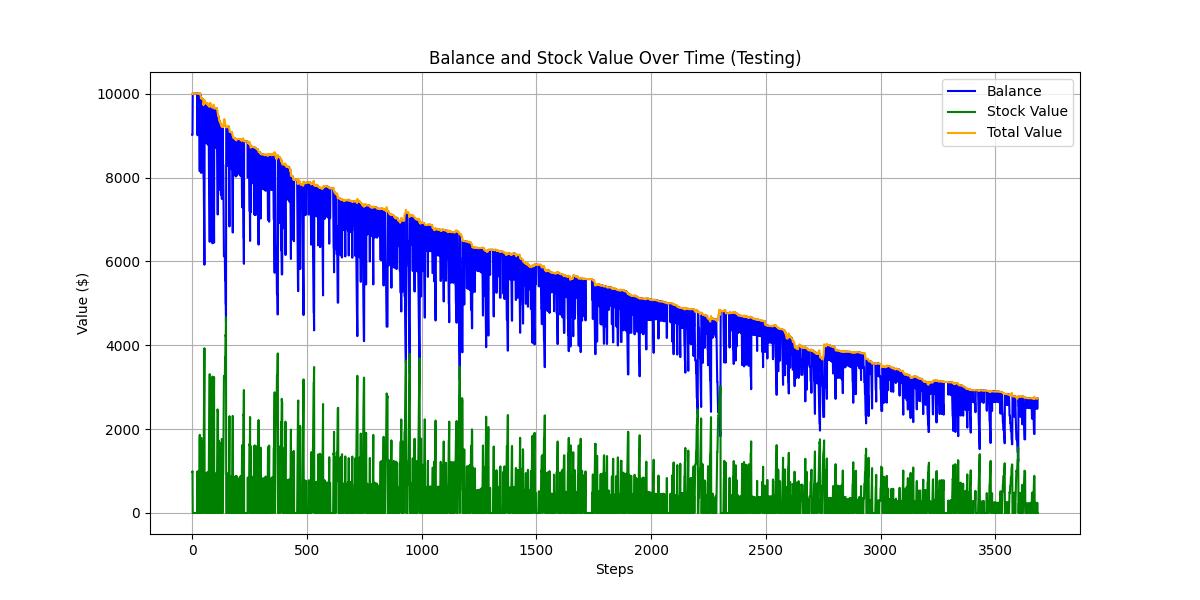 Balance and Stock Value Over Time (Testing)
Balance
Stock Value
Total Value
Value ($)
10000
8000
6000
4000
2000
0
0 500 1000 1500 2000 2500 3000 3500
Steps